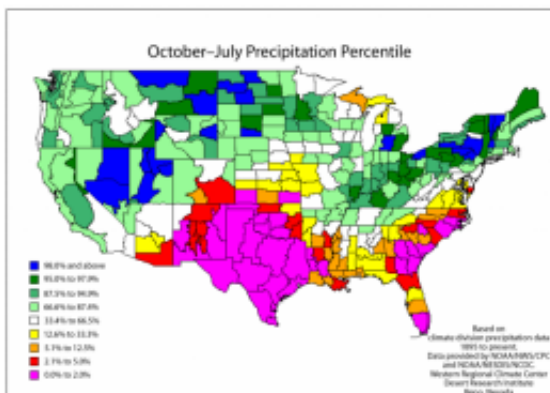 October–July Precipitation Percentile
98.0% and above
95.0% to 97.9%
87.5% to 94.9%
66.6% to 87.4%
33.4% to 66.5%
12.6% to 33.3%
5.1% to 12.5%
2.1% to 5.0%
0.0% to 2.0%
Based on
climate division precipitation data
1895 to present.
Data provided by NOAA/NWS/CPC
and NOAA/NESDIS/NCDC.
Western Regional Climate Center
Desert Research Institute
Reno, Nevada